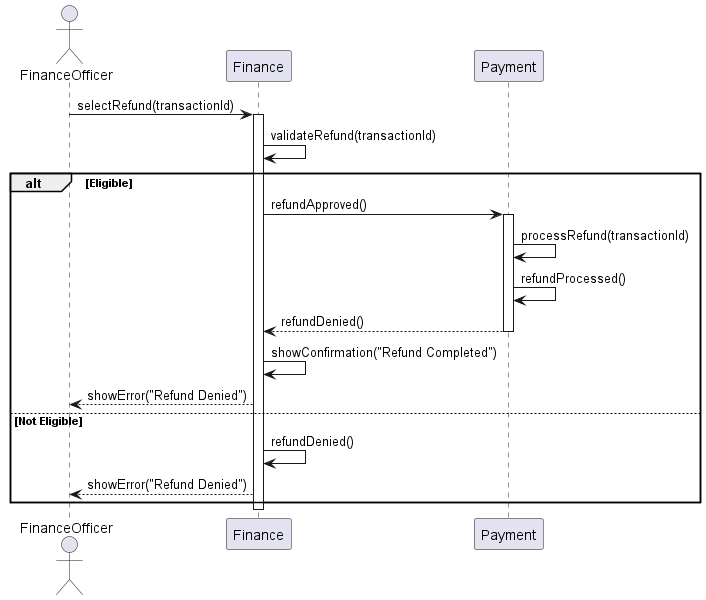 FinanceOfficer
Finance
Payment
selectRefund(transactionId)
validateRefund(transactionId)
alt
[Eligible]
refundApproved()
processRefund(transactionId)
refundProcessed()
refundDenied()
showConfirmation("Refund Completed")
showError("Refund Denied")
[Not Eligible]
refundDenied()
showError("Refund Denied")
FinanceOfficer
Finance
Payment